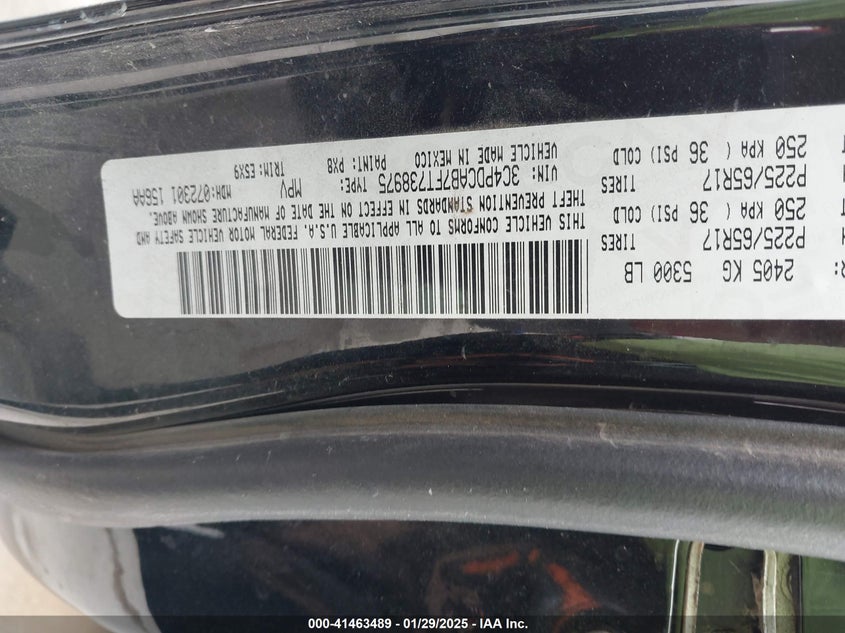 2405 KG 5300 LB
P225/65R17 TIRES
250 KPA ( 36 PSI) COLD
P225/65R17 TIRES
250 KPA ( 36 PSI) COLD
THIS VEHICLE CONFORMS TO ALL APPLICABLE U.S.A. FEDERAL MOTOR VEHICLE SAFETY AND
THEFT PREVENTION STANDARDS IN EFFECT ON THE DATE OF MANUFACTURE SHOWN ABOVE.
VIN: 3C4PDCAB7FT738975 TYPE: MPV MDH:072301 156AA
VEHICLE MADE IN MEXICO PAINT: PX8 TRIM: E5X9
000-41463489 - 01/29/2025 - IAA Inc.